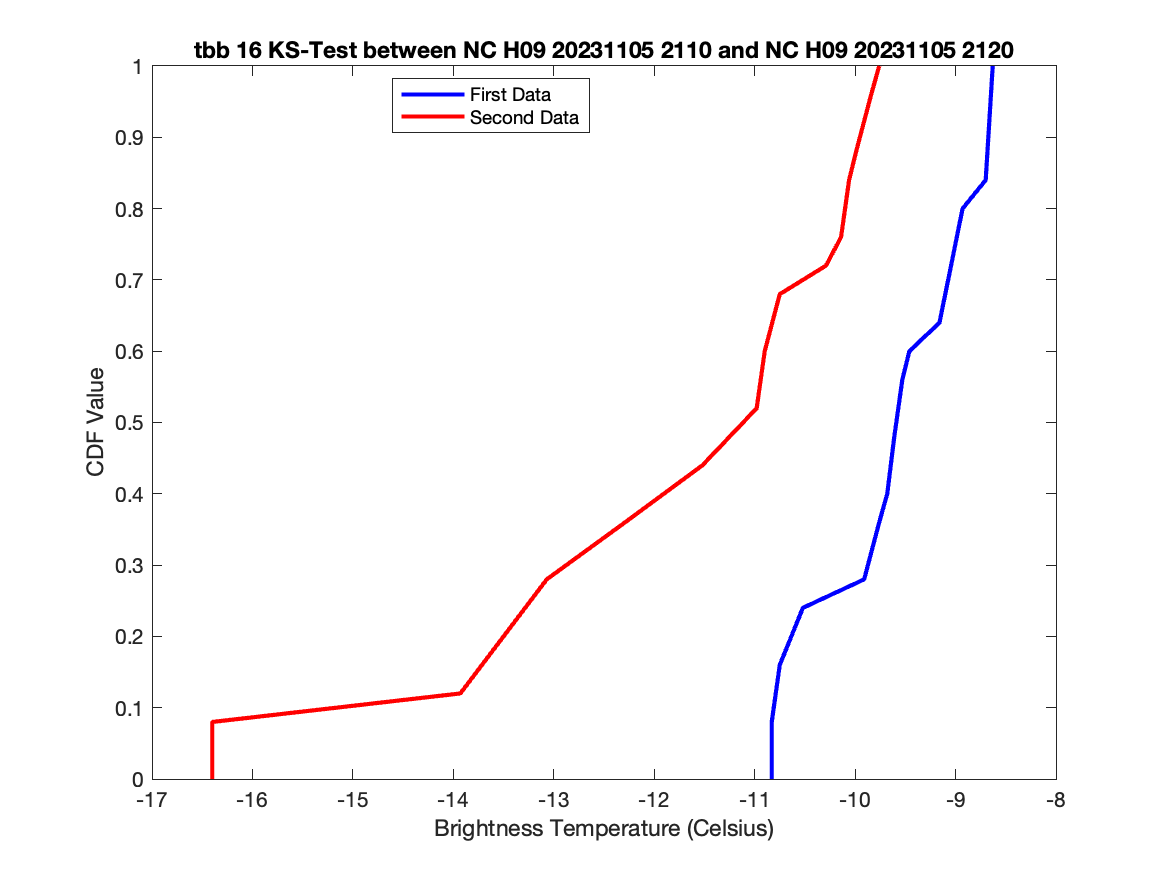 tbb 16 KS-Test between NC H09 20231105 2110 and NC H09 20231105 2120
First Data
Second Data
1
0.9
0.8
0.7
0.6
0.5
0.4
0.3
0.2
0.1
0
CDF Value
-17 -16 -15 -14 -13 -12 -11 -10 -9 -8
Brightness Temperature (Celsius)